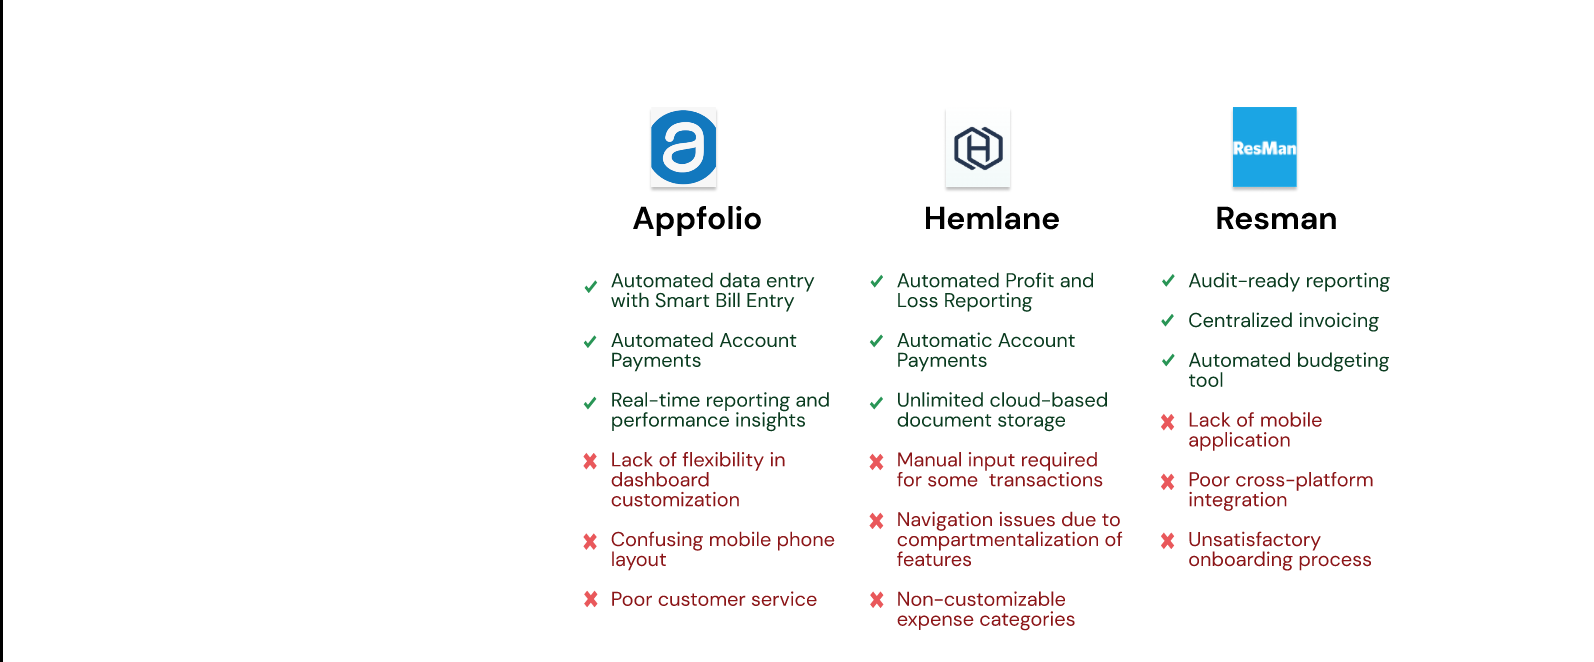 ResMan
Appfolio
Automated data entry
with Smart Bill Entry
Automated Account
Payments
Real-time reporting and
performance insights
Lack of flexibility in
dashboard
customization
Confusing mobile phone
layout
Poor customer service
Hemlane
Automated Profit and
Loss Reporting
Automatic Account
Payments
Unlimited cloud-based
document storage
Manual input required
for some  transactions
Navigation issues due to
compartmentalization of
features
Non-customizable
expense categories
Resman
Audit-ready reporting
Centralized invoicing
Automated budgeting
tool
Lack of mobile
application
Poor cross-platform
integration
Unsatisfactory
onboarding process